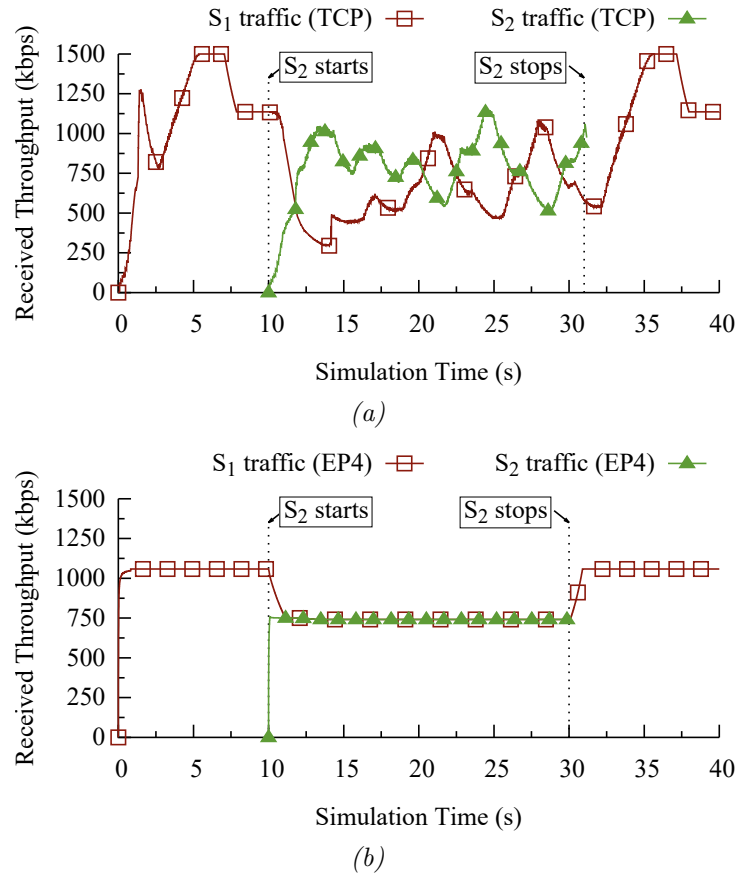 S1 traffic (TCP) S2 traffic (TCP)
1500
1250
1000
750
500
250
0
Received Throughput (kbps)
S2 starts
S2 stops
0 5 10 15 20 25 30 35 40
Simulation Time (s)
(a)
S1 traffic (EP4) S2 traffic (EP4)
1500
1250
1000
750
500
250
0
Received Throughput (kbps)
S2 starts
S2 stops
0 5 10 15 20 25 30 35 40
Simulation Time (s)
(b)